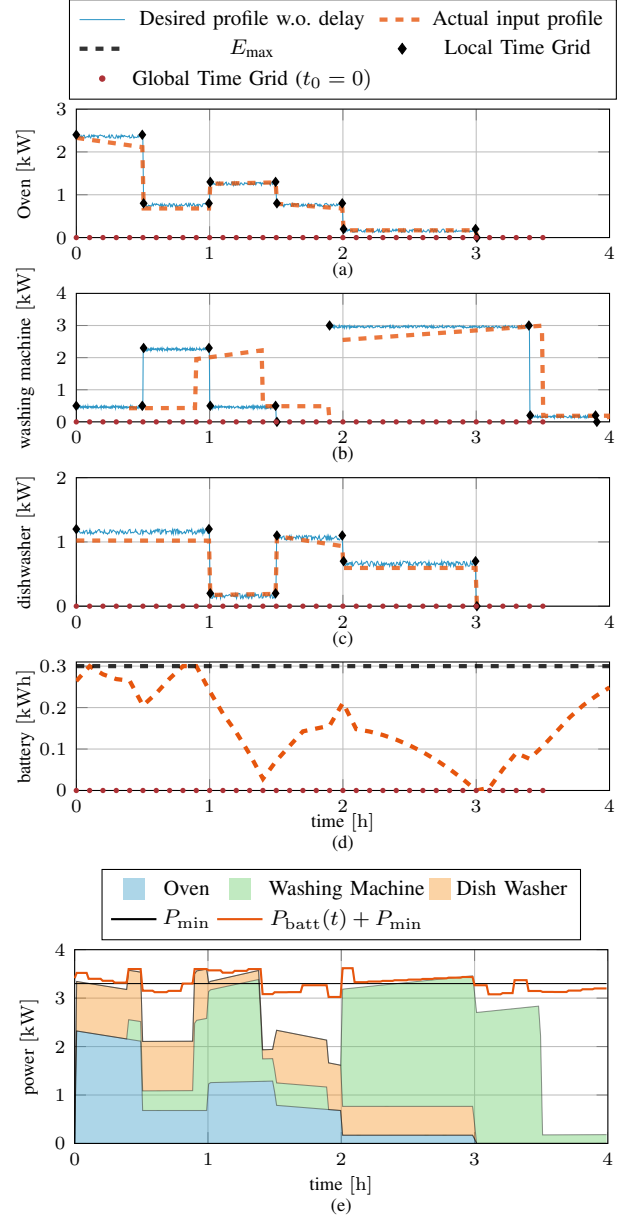 Desired profile w.o. delay Actual input profile
E_max Local Time Grid
Global Time Grid (t_0 = 0)
3
2
1
0
Oven [kW]
0 1 2 3 4
(a)
4
3
2
1
0
washing machine [kW]
0 1 2 3 4
(b)
2
1
0
dishwasher [kW]
0 1 2 3 4
(c)
0.3
0.2
0.1
0
battery [kWh]
0 1 2 3 4
time [h]
(d)
Oven Washing Machine Dish Washer
P_min P_batt(t) + P_min
4
3
2
1
0
power [kW]
0 1 2 3 4
time [h]
(e)